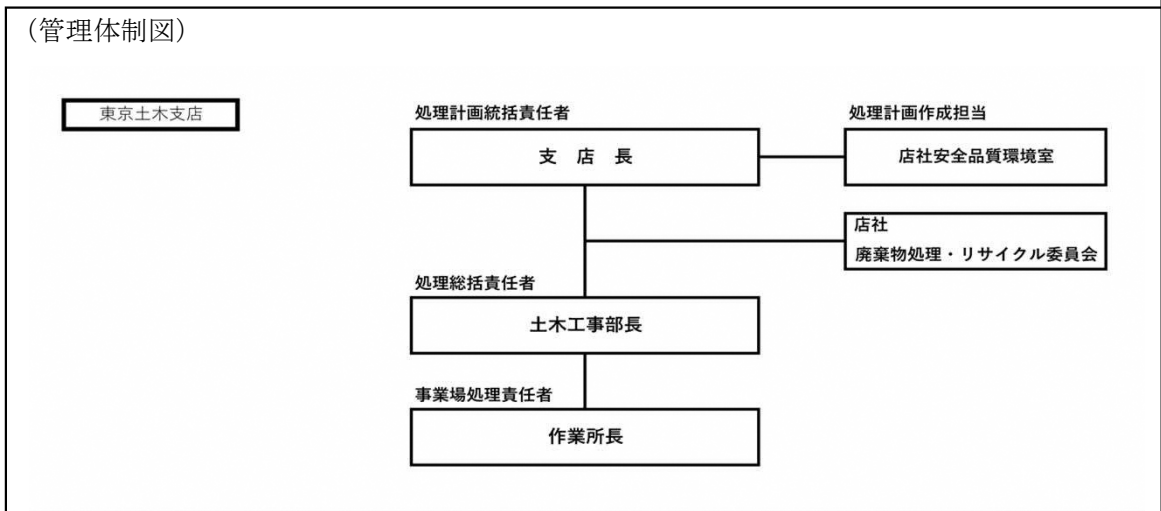 （管理体制図）
東京土木支店
処理計画統括責任者
支　店　長
処理計画作成担当
店社安全品質環境室
店社
廃棄物処理・リサイクル委員会
処理総括責任者
土木工事部長
事業場処理責任者
作業所長